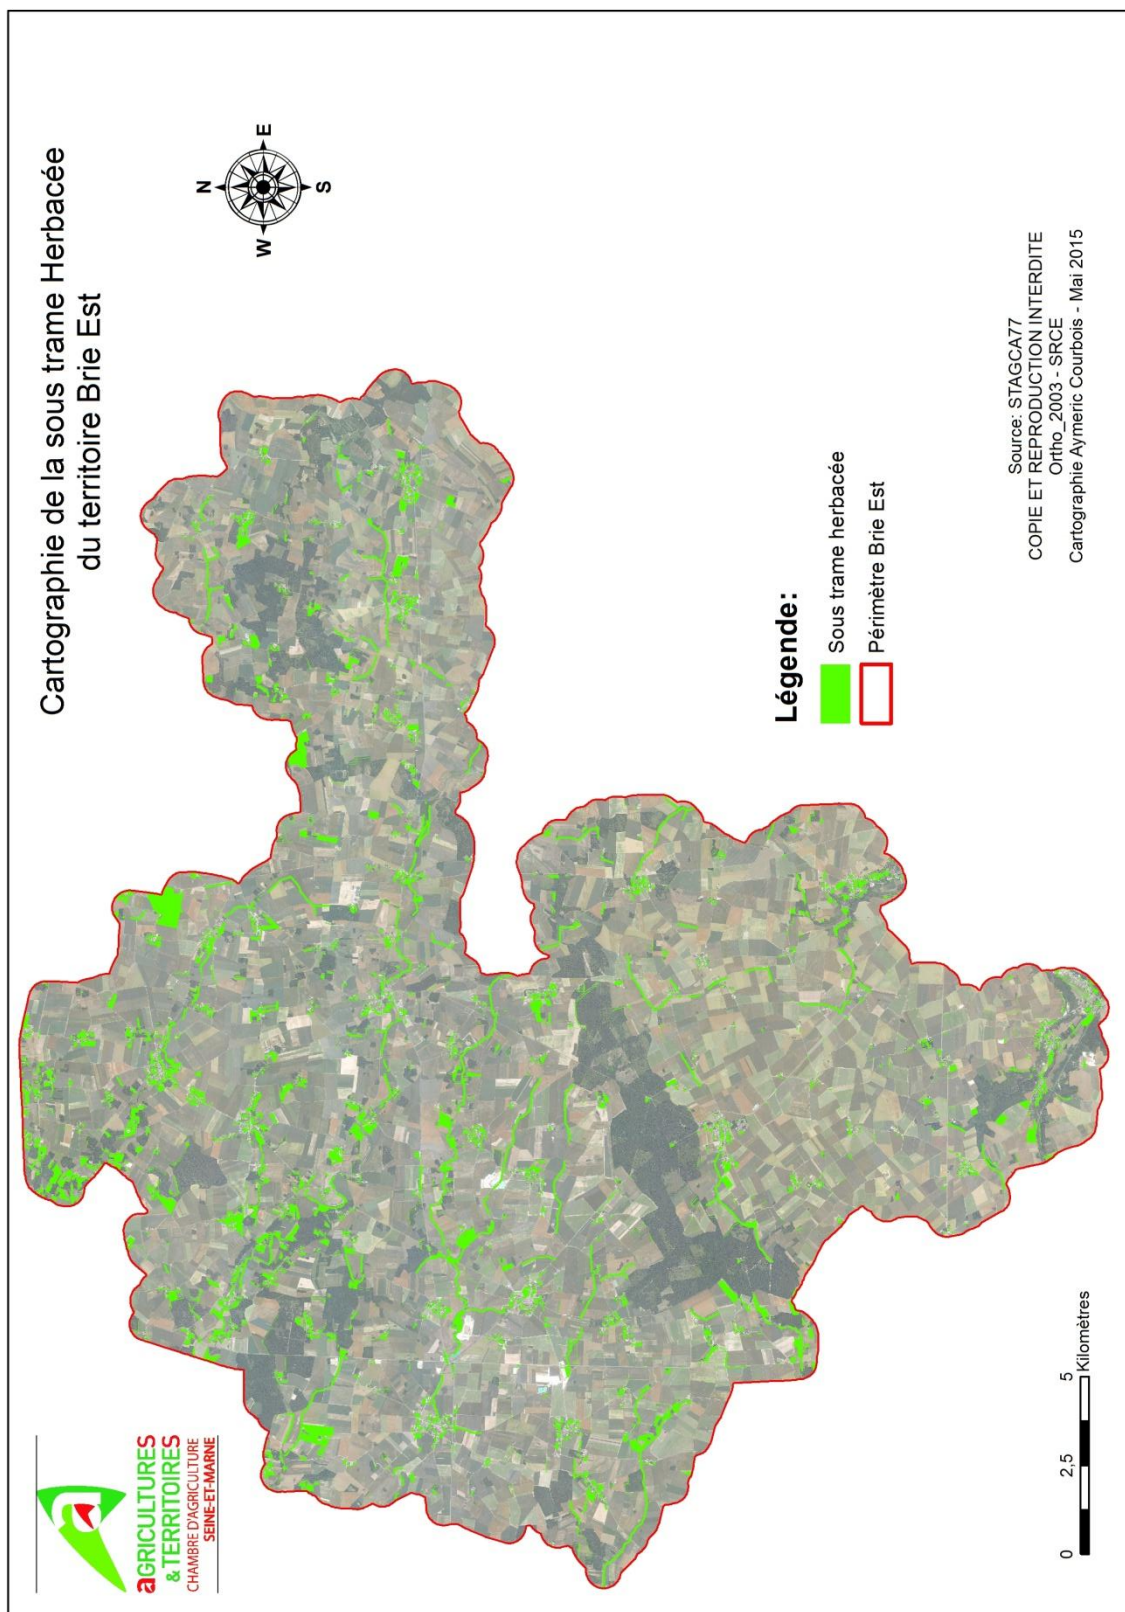 Cartographie de la sous trame Herbacée
du territoire Brie Est
N
W
E
S
aGRICULTURES
& TERRITOIRES
CHAMBRE D'AGRICULTURE
SEINE-ET-MARNE
Légende:
Sous trame herbacée
Périmètre Brie Est
0
2,5
5
Kilomètres
Source: STAGCA77
COPIE ET REPRODUCTION INTERDITE
Ortho_2003 - SRCE
Cartographie Aymeric Courbois - Mai 2015